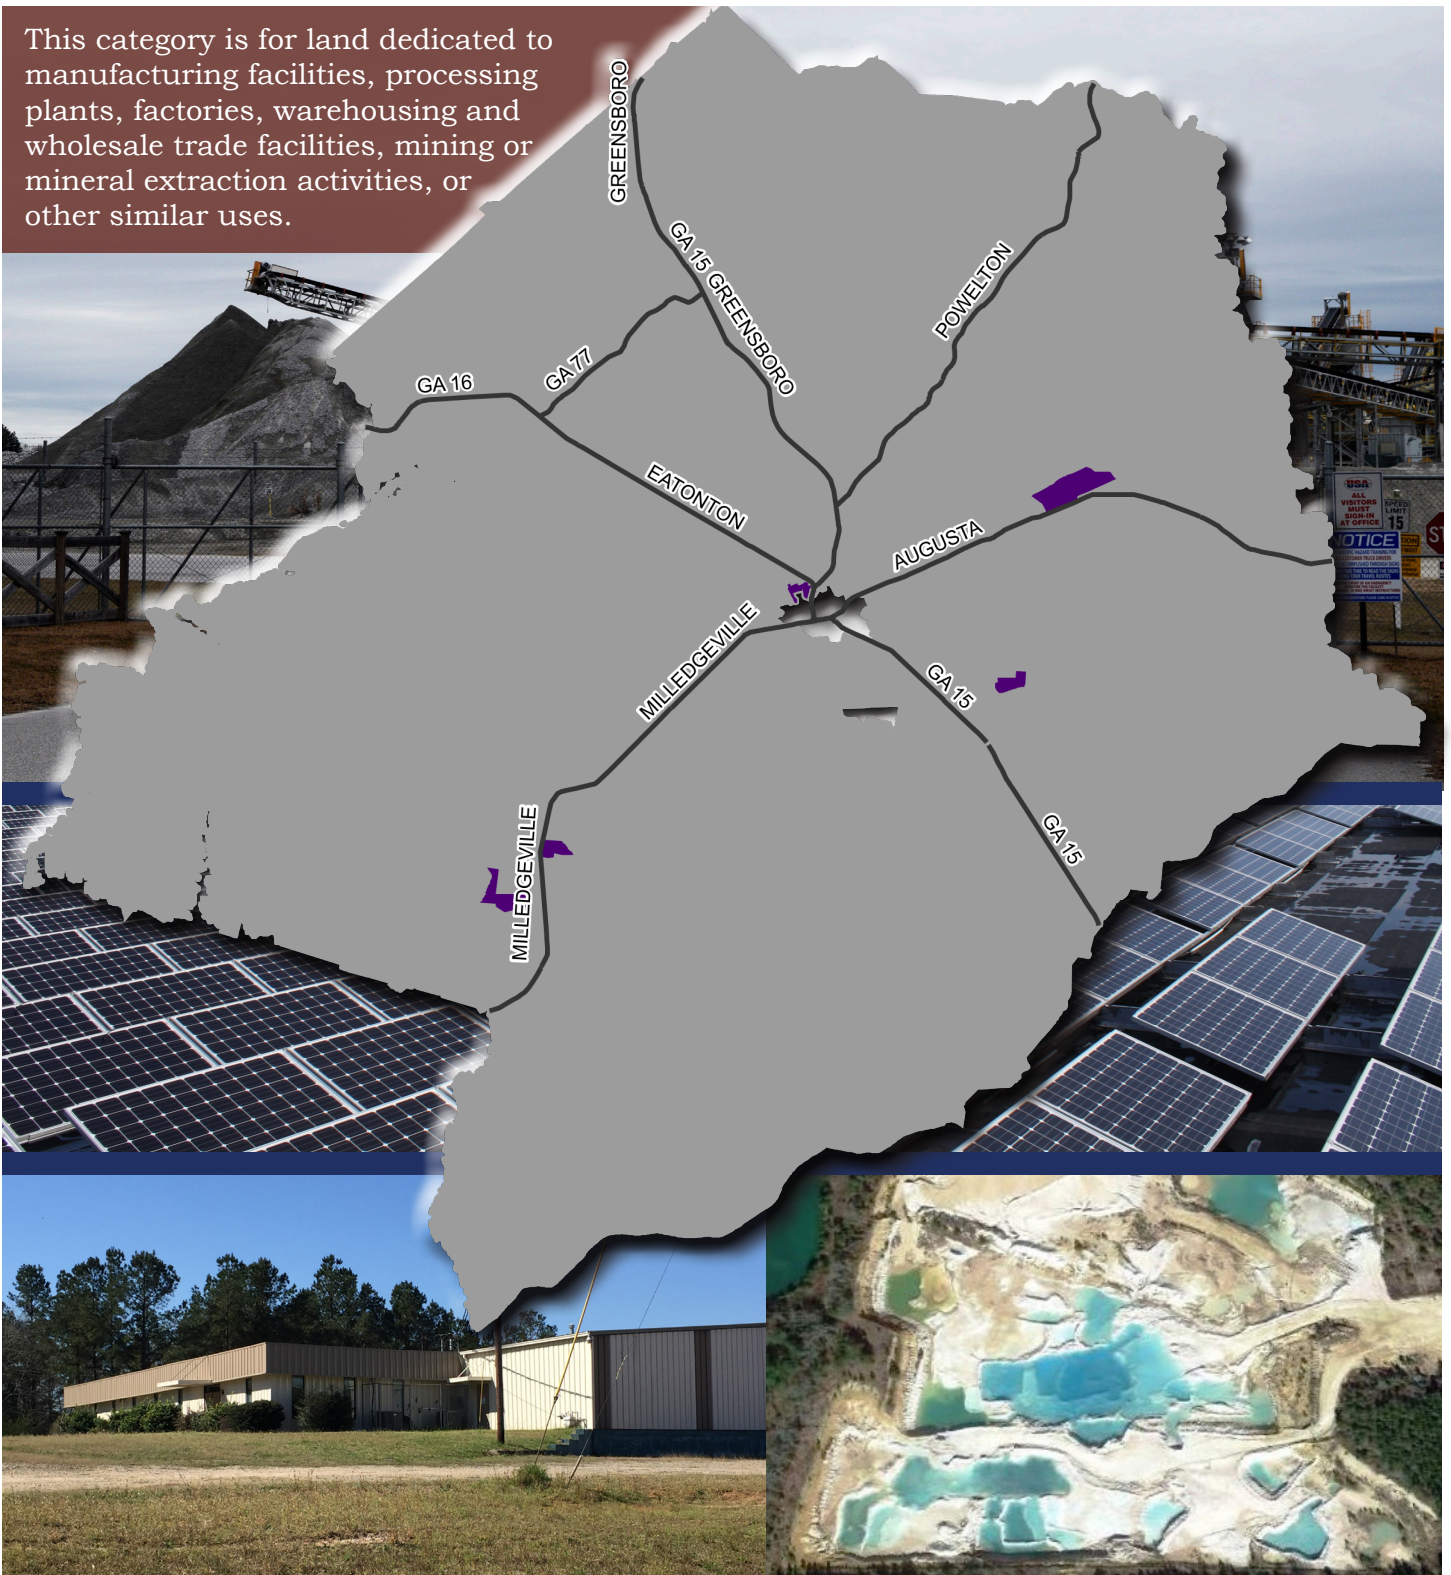 This category is for land dedicated to
manufacturing facilities, processing
plants, factories, warehousing and
wholesale trade facilities, mining or
mineral extraction activities, or
other similar uses.
GREENSBORO
GA 15 GREENSBORO
POWELTON
GA 77
GA 16
EATONTON
AUGUSTA
MILLEDGEVILLE
GA 15
GA 15
MILLEDGEVILLE
USA
ALL
VISITORS
MUST
SIGN-IN
AT OFFICE
SPEED
LIMIT
15
NOTICE